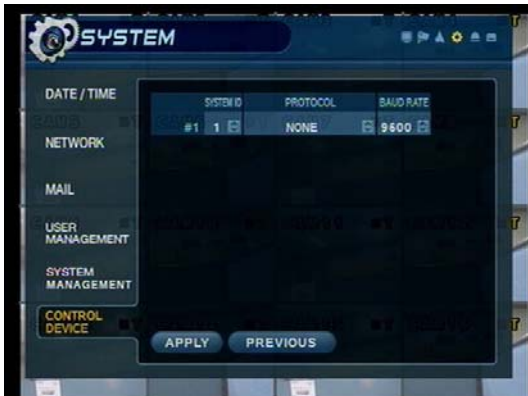 SYSTEM
DATE / TIME
NETWORK
MAIL
USER
MANAGEMENT
SYSTEM
MANAGEMENT
CONTROL
DEVICE
SYSTEM ID PROTOCOL BAUD RATE
#1 1 NONE 9600
APPLY PREVIOUS